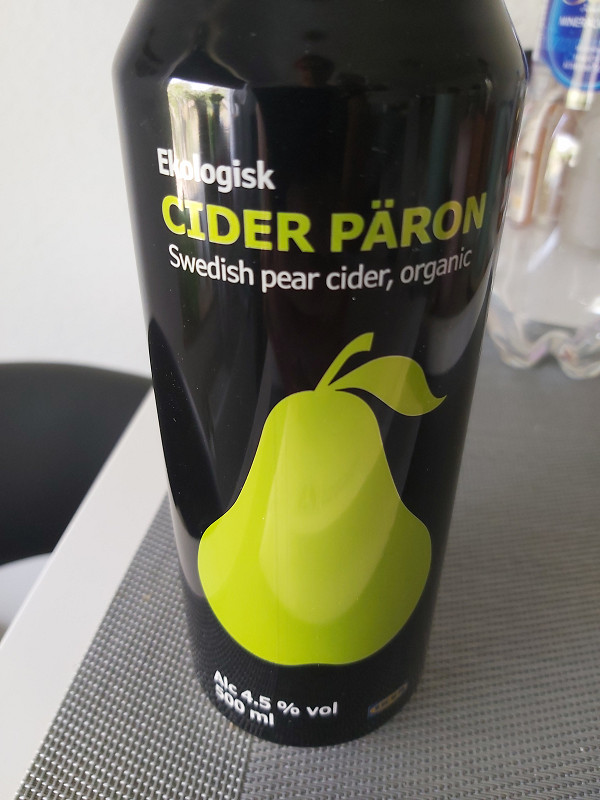 Ekologisk
CIDER PÄRON
Swedish pear cider, organic
Alc 4.5 % vol
500 ml